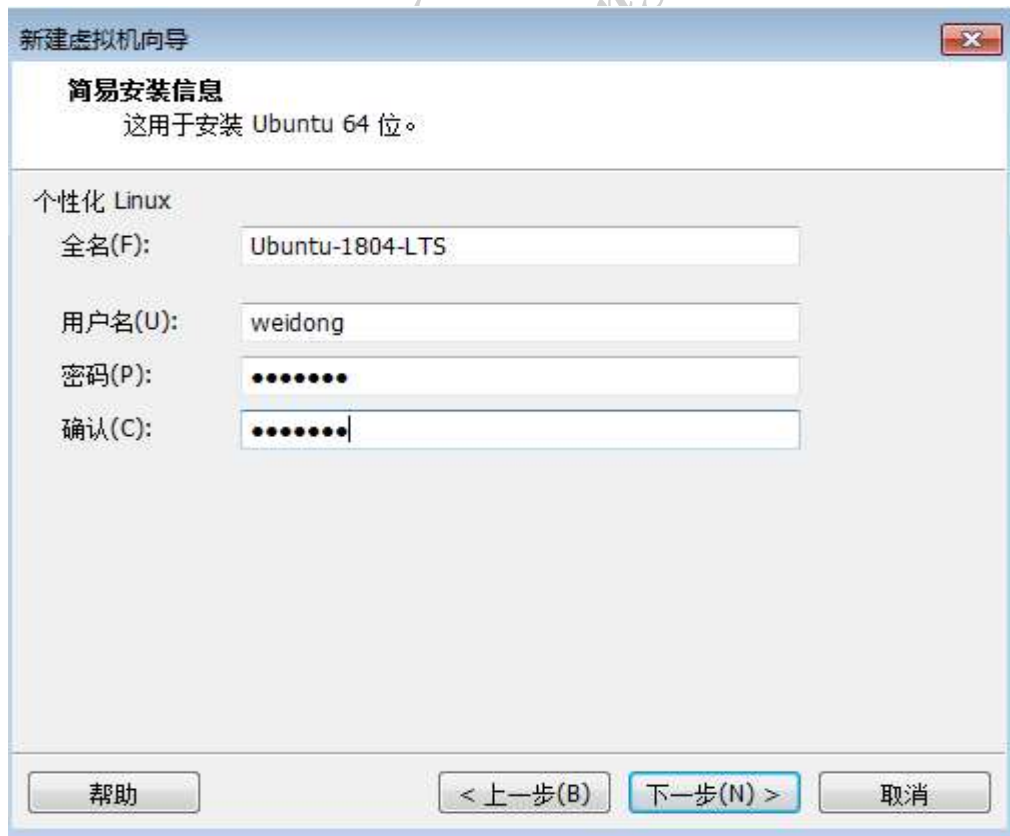 新建虚拟机向导
简易安装信息
这用于安装 Ubuntu 64 位。
个性化 Linux
全名(F): Ubuntu-1804-LTS
用户名(U): weidong
密码(P): ●●●●●●●
确认(C): ●●●●●●●
帮助 < 上一步(B) 下一步(N) > 取消